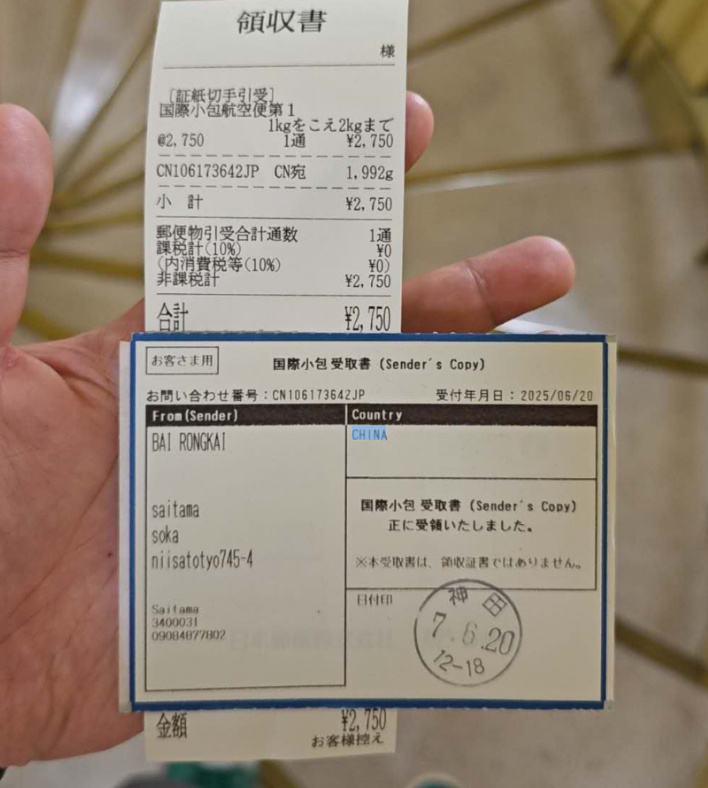 領収書
様
[証紙切手引受]
国際小包航空便第1
1kgをこえ2kgまで
@2,750 1通 ¥2,750
CN106173642JP CN宛 1,992g
小 計 ¥2,750
郵便物引受合計通数 1通
課税計(10%) ¥0
(内消費税等(10%) ¥0)
非課税計 ¥2,750
合計 ¥2,750
お客さま用
国際小包受取書 (Sender's Copy)
お問い合わせ番号:CN106173642JP 受付年月日:2025/06/20
From(Sender)
BAI RONGKAI
saitama
soka
niisatotyo745-4
Saitama
3400031
09084877802
Country
CHINA
国際小包 受取書 (Sender's Copy)
正に受領いたしました。
※本受取書は、領収証書ではありません。
日付印
神田
7.6.20
12-18
金額 ¥2,750
お客様控え